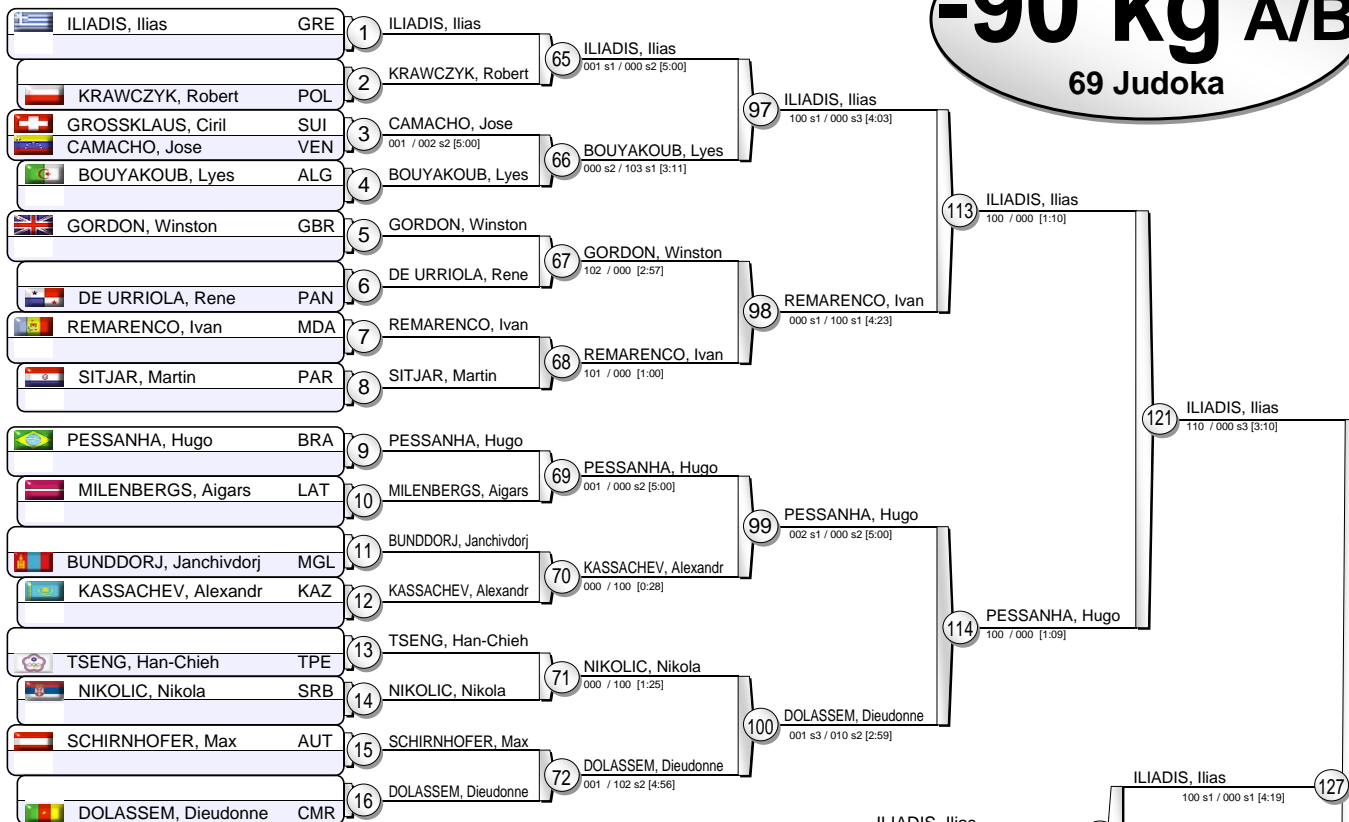 -90 kg A/B
69 Judoka
ILIADIS, Ilias GRE
KRAWCZYK, Robert POL
GROSSKLAUS, Ciril SUI
CAMACHO, Jose VEN
BOUYAKOUB, Lyes ALG
GORDON, Winston GBR
DE URRIOLA, Rene PAN
REMARENCO, Ivan MDA
SITJAR, Martin PAR
PESSANHA, Hugo BRA
MILENBERGS, Aigars LAT
BUNDDORJ, Janchivdorj MGL
KASSACHEV, Alexandr KAZ
TSENG, Han-Chieh TPE
NIKOLIC, Nikola SRB
SCHIRNHOFER, Max AUT
DOLASSEM, Dieudonne CMR
1 ILIADIS, Ilias
2 KRAWCZYK, Robert
3 CAMACHO, Jose
001 / 002 s2 [5:00]
4 BOUYAKOUB, Lyes
5 GORDON, Winston
6 DE URRIOLA, Rene
7 REMARENCO, Ivan
8 SITJAR, Martin
9 PESSANHA, Hugo
10 MILENBERGS, Aigars
11 BUNDDORJ, Janchivdorj
12 KASSACHEV, Alexandr
13 TSENG, Han-Chieh
14 NIKOLIC, Nikola
15 SCHIRNHOFER, Max
16 DOLASSEM, Dieudonne
65 ILIADIS, Ilias
001 s1 / 000 s2 [5:00]
66 BOUYAKOUB, Lyes
000 s2 / 103 s1 [3:11]
67 GORDON, Winston
102 / 000 [2:57]
68 REMARENCO, Ivan
101 / 000 [1:00]
69 PESSANHA, Hugo
001 / 000 s2 [5:00]
70 KASSACHEV, Alexandr
000 / 100 [0:28]
71 NIKOLIC, Nikola
000 / 100 [1:25]
72 DOLASSEM, Dieudonne
001 / 102 s2 [4:56]
97 ILIADIS, Ilias
100 s1 / 000 s3 [4:03]
98 REMARENCO, Ivan
000 s1 / 100 s1 [4:23]
99 PESSANHA, Hugo
002 s1 / 000 s2 [5:00]
100 DOLASSEM, Dieudonne
001 s3 / 010 s2 [2:59]
113 ILIADIS, Ilias
100 / 000 [1:10]
114 PESSANHA, Hugo
100 / 000 [1:09]
121 ILIADIS, Ilias
110 / 000 s3 [3:10]
ILIADIS, Ilias 127
100 s1 / 000 s1 [4:19]
ILIADIS, Ilias